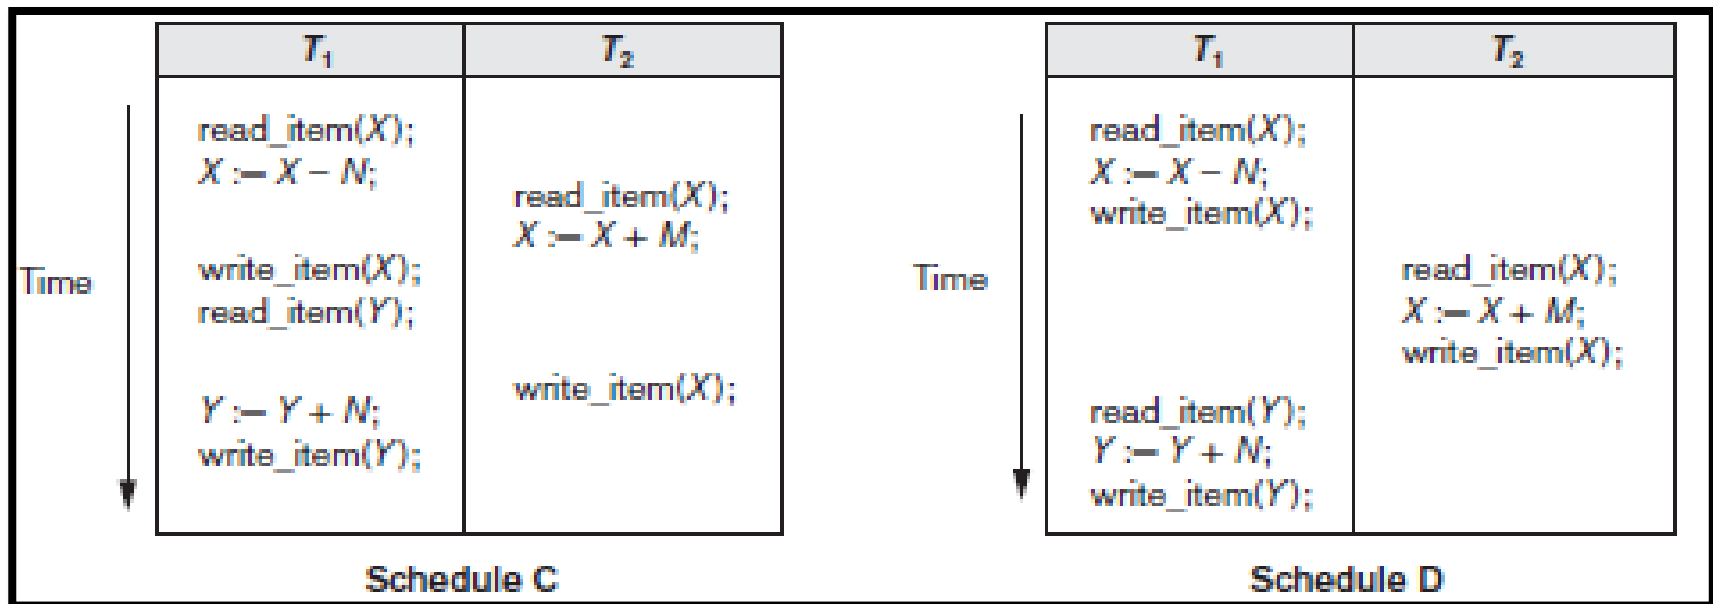 T1 T2
read_item(X);
X := X − N;
read_item(X);
X := X + M;
Time
write_item(X);
read_item(Y);
write_item(X);
Y := Y + N;
write_item(Y);
Schedule C
T1 T2
read_item(X);
X := X − N;
write_item(X);
Time
read_item(X);
X := X + M;
write_item(X);
read_item(Y);
Y := Y + N;
write_item(Y);
Schedule D